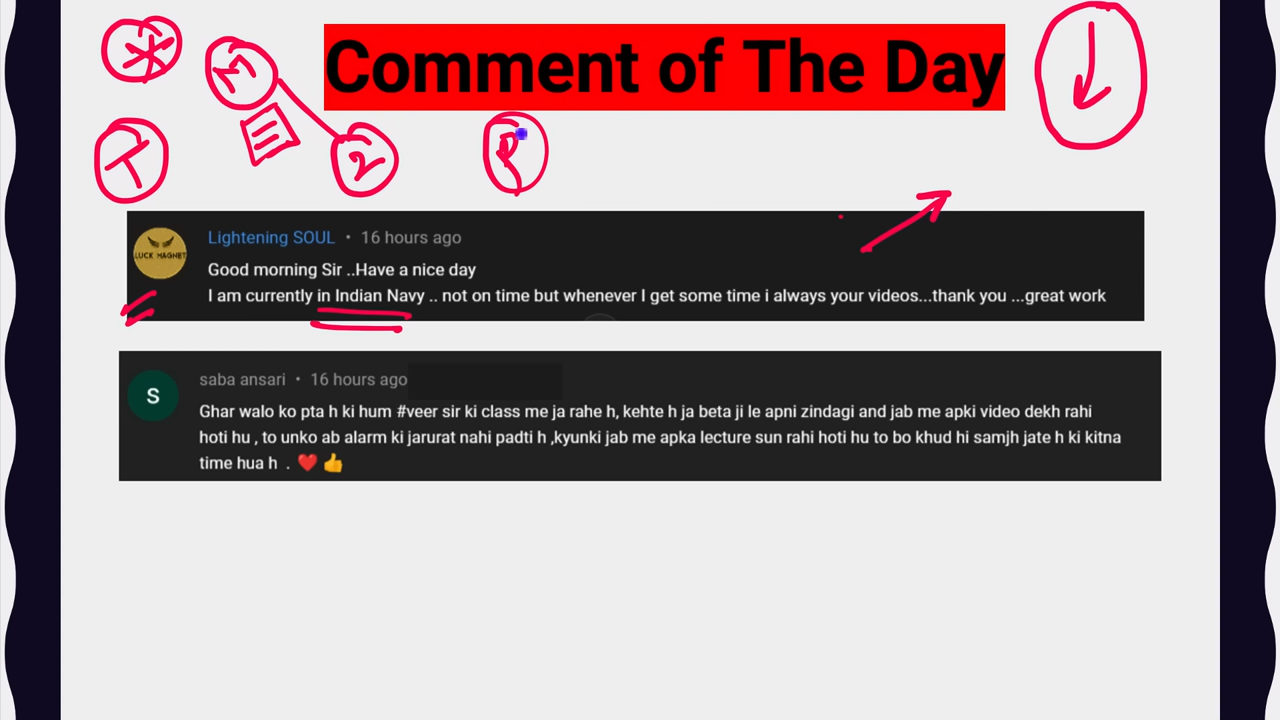 Comment of The Day
T
2
Lightening SOUL • 16 hours ago
LUCK MAGNET
Good morning Sir ..Have a nice day
I am currently in Indian Navy .. not on time but whenever I get some time i always your videos...thank you ...great work
S
saba ansari • 16 hours ago
Ghar walo ko pta h ki hum #veer sir ki class me ja rahe h, kehte h ja beta ji le apni zindagi and jab me apki video dekh rahi
hoti hu , to unko ab alarm ki jarurat nahi padti h ,kyunki jab me apka lecture sun rahi hoti hu to bo khud hi samjh jate h ki kitna
time hua h . ❤️ 👍